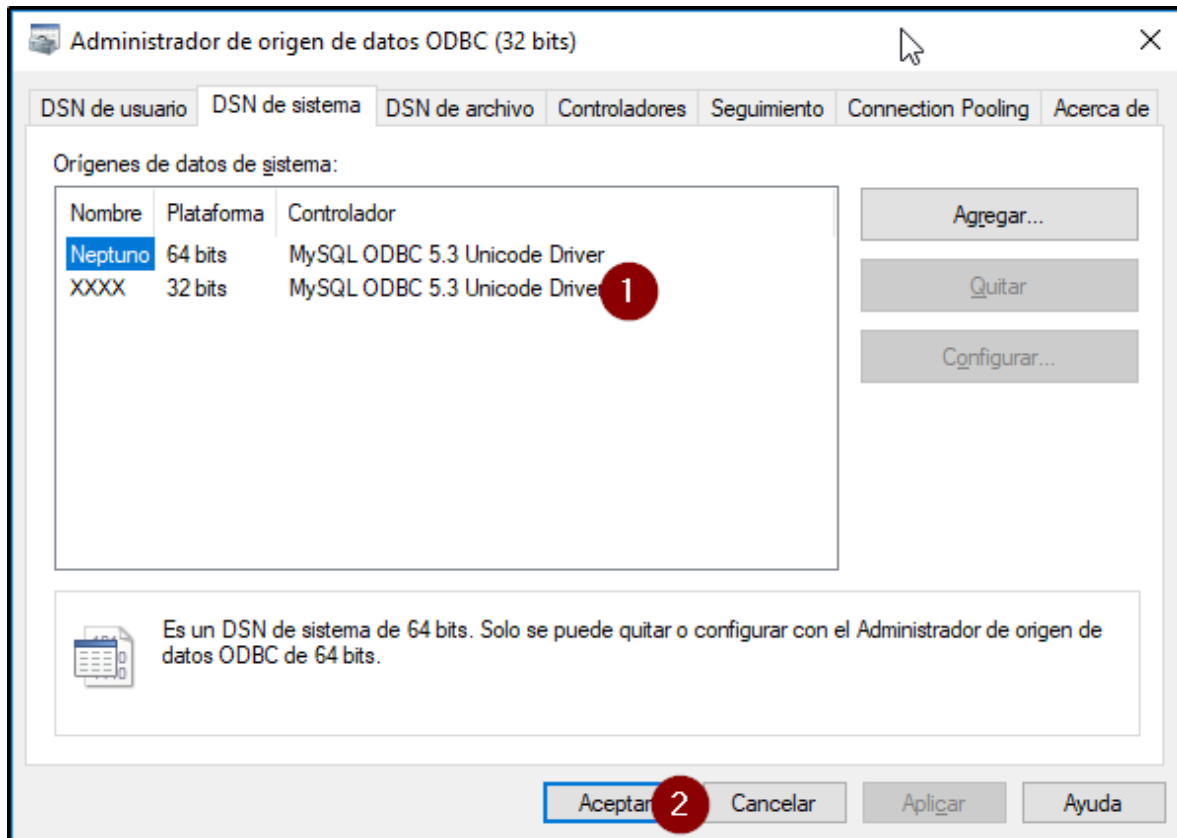 Administrador de origen de datos ODBC (32 bits)
DSN de usuario DSN de sistema DSN de archivo Controladores Seguimiento Connection Pooling Acerca de
Orígenes de datos de sistema:
Nombre Plataforma Controlador
Agregar...
Neptuno 64 bits MySQL ODBC 5.3 Unicode Driver
XXXX 32 bits MySQL ODBC 5.3 Unicode Driver 1
Quitar
Configurar...
Es un DSN de sistema de 64 bits. Solo se puede quitar o configurar con el Administrador de origen de
datos ODBC de 64 bits.
Aceptar 2 Cancelar Aplicar Ayuda